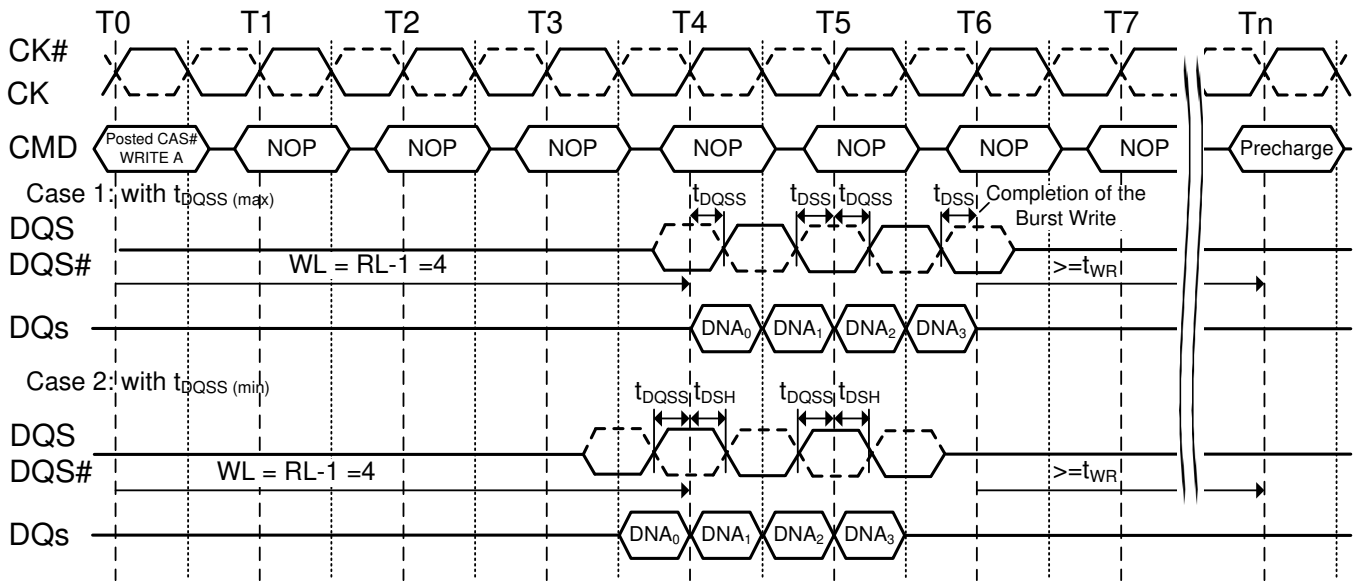 T0 T1 T2 T3 T4 T5 T6 T7 Tn
CK#
CK
CMD Posted CAS# WRITE A NOP NOP NOP NOP NOP NOP NOP Precharge
Case 1: with tDQSS (max)
tDQSS tDSS tDQSS tDSS Completion of the Burst Write
DQS
DQS#
WL = RL-1 =4 >=tWR
DQs DNA0 DNA1 DNA2 DNA3
Case 2: with tDQSS (min)
tDQSS tDSH tDQSS tDSH
DQS
DQS#
WL = RL-1 =4 >=tWR
DQs DNA0 DNA1 DNA2 DNA3